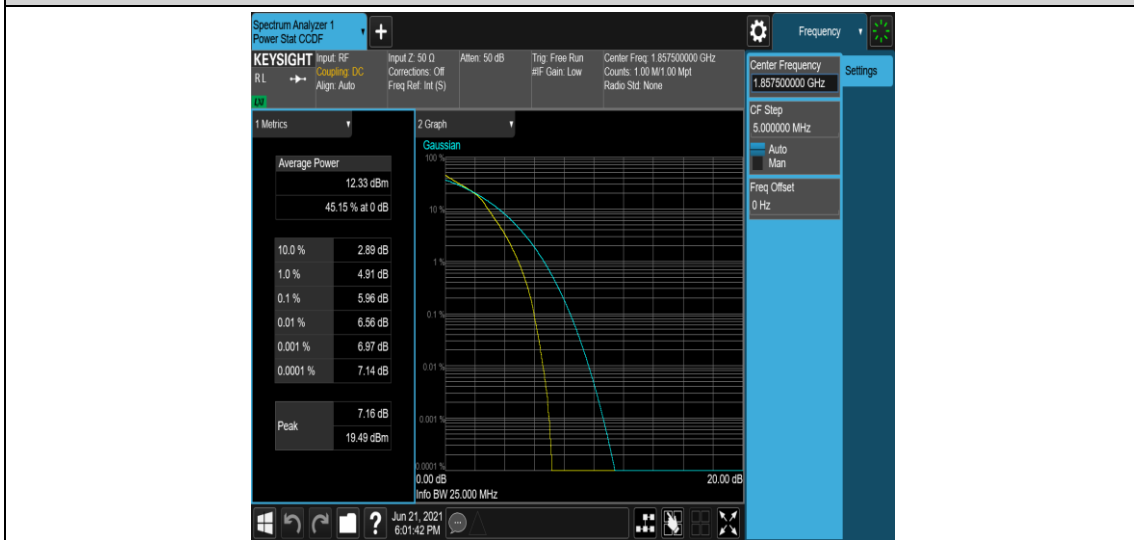 Spectrum Analyzer 1
Power Stat CCDF
+
Frequency
KEYSIGHT
RL
LXI
Input: RF
Coupling: DC
Align: Auto
Input Z: 50 Ω
Corrections: Off
Freq Ref: Int (S)
Atten: 50 dB
Trig: Free Run
#IF Gain: Low
Center Freq: 1.857500000 GHz
Counts: 1.00 M/1.00 Mpt
Radio Std: None
Center Frequency
1.857500000 GHz
Settings
CF Step
5.000000 MHz
Auto
Man
Freq Offset
0 Hz
1 Metrics
Average Power
12.33 dBm
45.15 % at 0 dB
10.0 % 2.89 dB
1.0 % 4.91 dB
0.1 % 5.96 dB
0.01 % 6.56 dB
0.001 % 6.97 dB
0.0001 % 7.14 dB
Peak
7.16 dB
19.49 dBm
2 Graph
Gaussian
100 %
10 %
1 %
0.1 %
0.01 %
0.001 %
0.0001 %
0.00 dB 20.00 dB
Info BW 25.000 MHz
?
Jun 21, 2021
6:01:42 PM